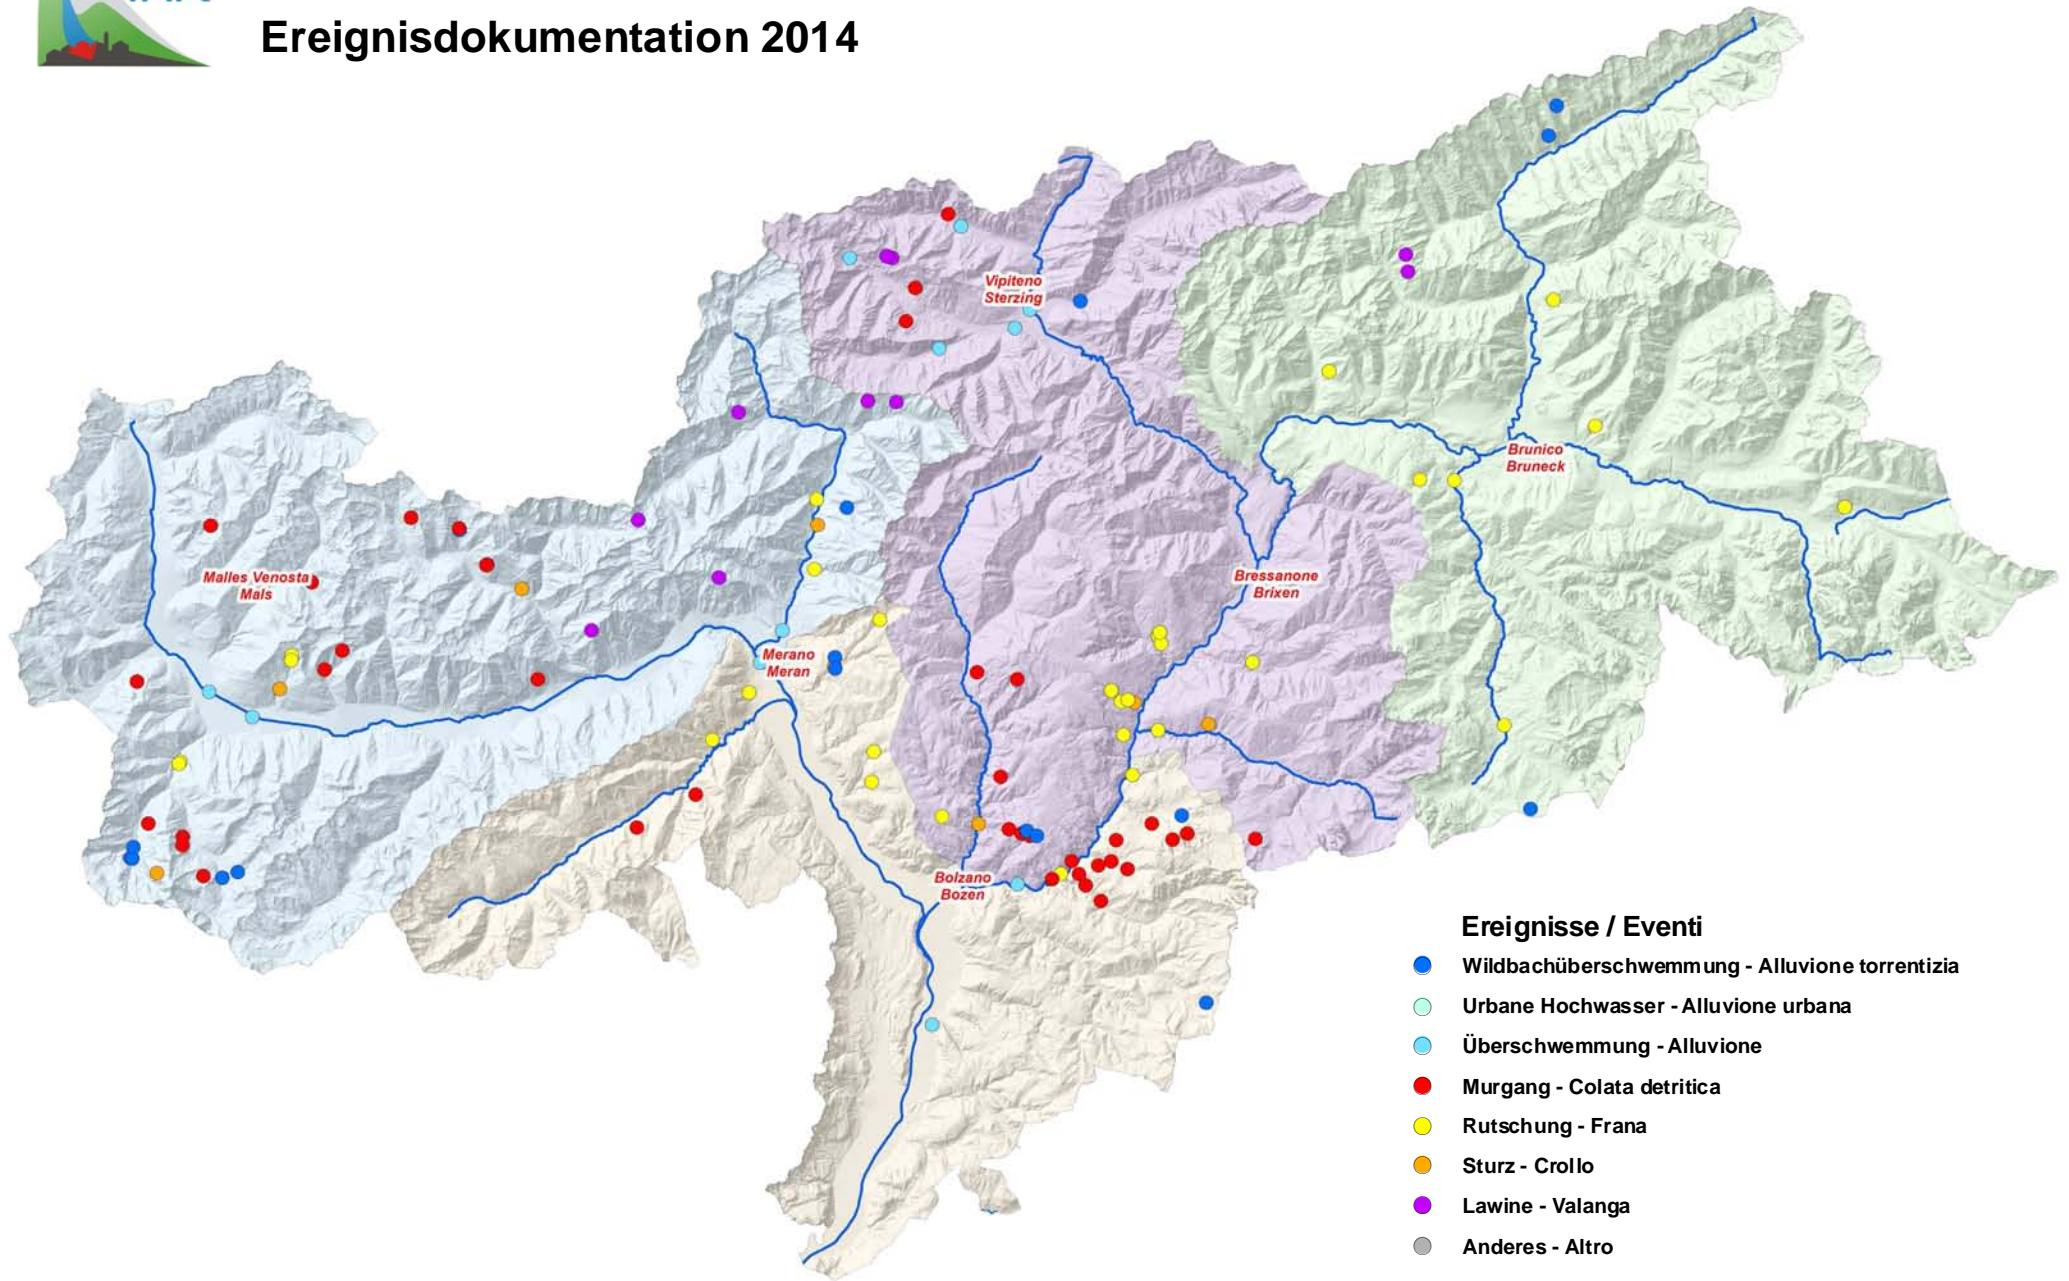 Ereignisdokumentation 2014
Vipiteno
Sterzing
Brunico
Bruneck
Malles Venosta
Mals
Bressanone
Brixen
Merano
Meran
Bolzano
Bozen
Ereignisse / Eventi
Wildbachüberschwemmung - Alluvione torrentizia
Urbane Hochwasser - Alluvione urbana
Überschwemmung - Alluvione
Murgang - Colata detritica
Rutschung - Frana
Sturz - Crollo
Lawine - Valanga
Anderes - Altro